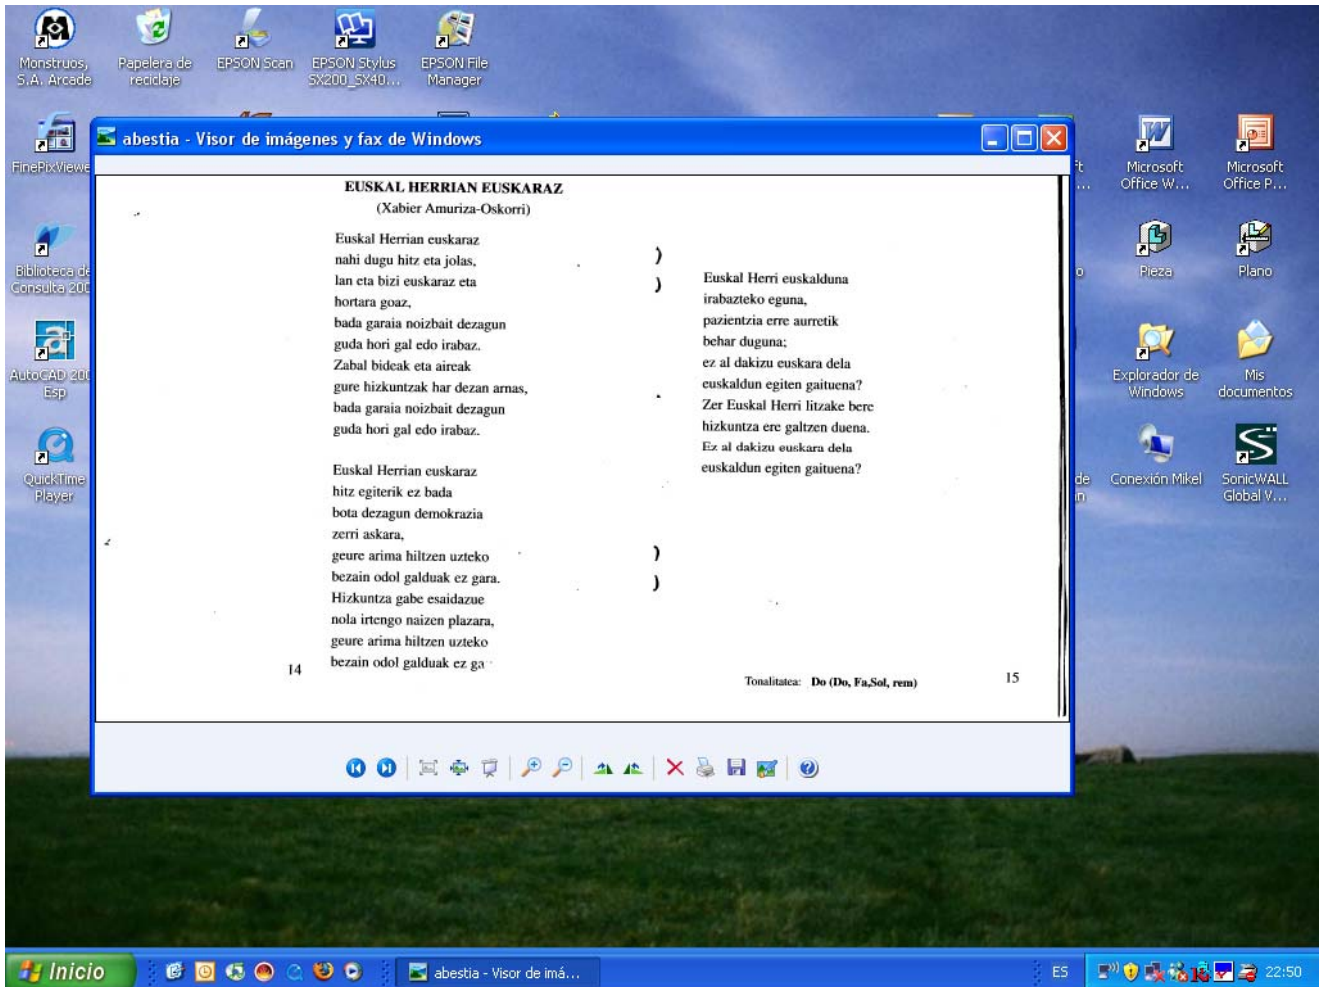 Monstruos, S.A. Arcade
Papelera de reciclaje
EPSON Scan
EPSON Stylus SX200_SX40...
EPSON File Manager
FinePixViewe
Biblioteca de Consulta 200
AutoCAD 200 Esp
QuickTime Player
abestia - Visor de imágenes y fax de Windows
EUSKAL HERRIAN EUSKARAZ
(Xabier Amuriza-Oskorri)
Euskal Herrian euskaraz
nahi dugu hitz eta jolas,
lan eta bizi euskaraz eta
hortara goaz,
bada garaia noizbait dezagun
guda hori gal edo irabaz.
Zabal bideak eta aireak
gure hizkuntzak har dezan arnas,
bada garaia noizbait dezagun
guda hori gal edo irabaz.
Euskal Herrian euskaraz
hitz egiterik ez bada
bota dezagun demokrazia
zerri askara,
geure arima hiltzen uzteko
bezain odol galduak ez gara.
Hizkuntza gabe esaidazue
nola irtengo naizen plazara,
geure arima hiltzen uzteko
bezain odol galduak ez ga
14
Euskal Herri euskalduna
irabazteko eguna,
pazientzia erre aurretik
behar duguna;
ez al dakizu euskara dela
euskaldun egiten gaituena?
Zer Euskal Herri litzake bere
hizkuntza ere galtzen duena.
Ez al dakizu euskara dela
euskaldun egiten gaituena?
Tonalitatea: Do (Do, Fa,Sol, rem)
15
Microsoft Office W...
Microsoft Office P...
Pieza
Plano
Explorador de Windows
Mis documentos
Conexión Mikel
SonicWALL Global V...
Inicio
abestia - Visor de imá...
ES
22:50